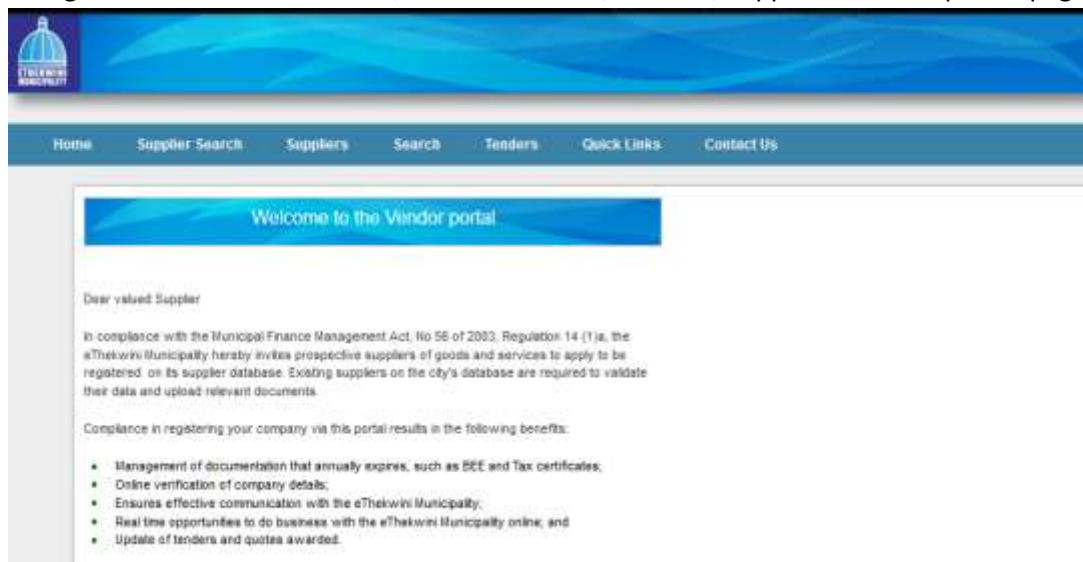 ETHEKWINI
MUNICIPALITY
Home Supplier Search Suppliers Search Tenders Quick Links Contact Us
Welcome to the Vendor portal
Dear valued Supplier
In compliance with the Municipal Finance Management Act, No 56 of 2003, Regulation 14 (1)a, the
eThekwini Municipality hereby invites prospective suppliers of goods and services to apply to be
registered on its supplier database. Existing suppliers on the city's database are required to validate
their data and upload relevant documents.
Compliance in registering your company via this portal results in the following benefits:
• Management of documentation that annually expires, such as BEE and Tax certificates;
• Online verification of company details;
• Ensures effective communication with the eThekwini Municipality;
• Real time opportunities to do business with the eThekwini Municipality online; and
• Update of tenders and quotes awarded.